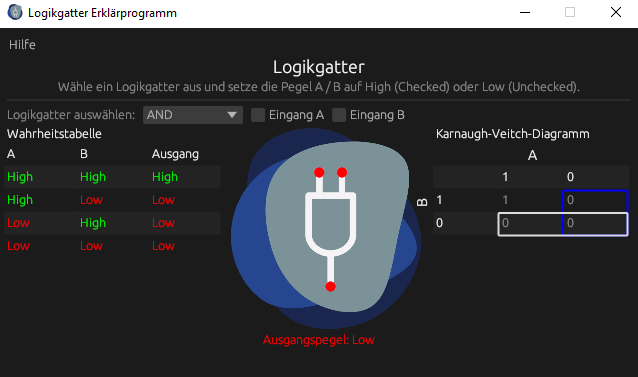 Logikgatter Erklärprogramm
Hilfe
Logikgatter
Wähle ein Logikgatter aus und setze die Pegel A / B auf High (Checked) oder Low (Unchecked).
Logikgatter auswählen: AND Eingang A Eingang B
Wahrheitstabelle
A B Ausgang
High High High
High Low Low
Low High Low
Low Low Low
Karnaugh-Veitch-Diagramm
A
1 0
B
1 1 0
0 0 0
Ausgangspegel: Low